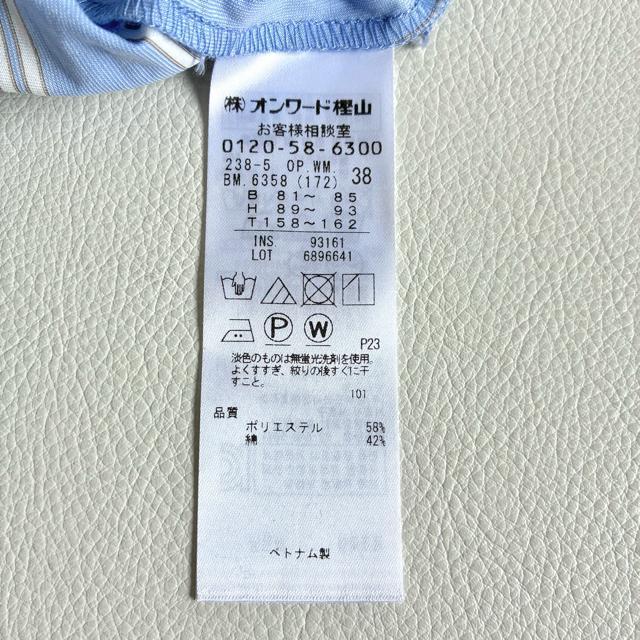 (株)オンワード樫山
お客様相談室
0120-58-6300
238-5 OP.WM.
BM.6358 (172) 38
B 81～ 85
H 89～ 93
T158～162
INS 93161
LOT 6896641
P
W
P23
淡色のものは無蛍光洗剤を使用。
よくすすぎ、絞りの後すぐに干
すこと。
101
品質
ポリエステル 58%
綿 42%
ベトナム製